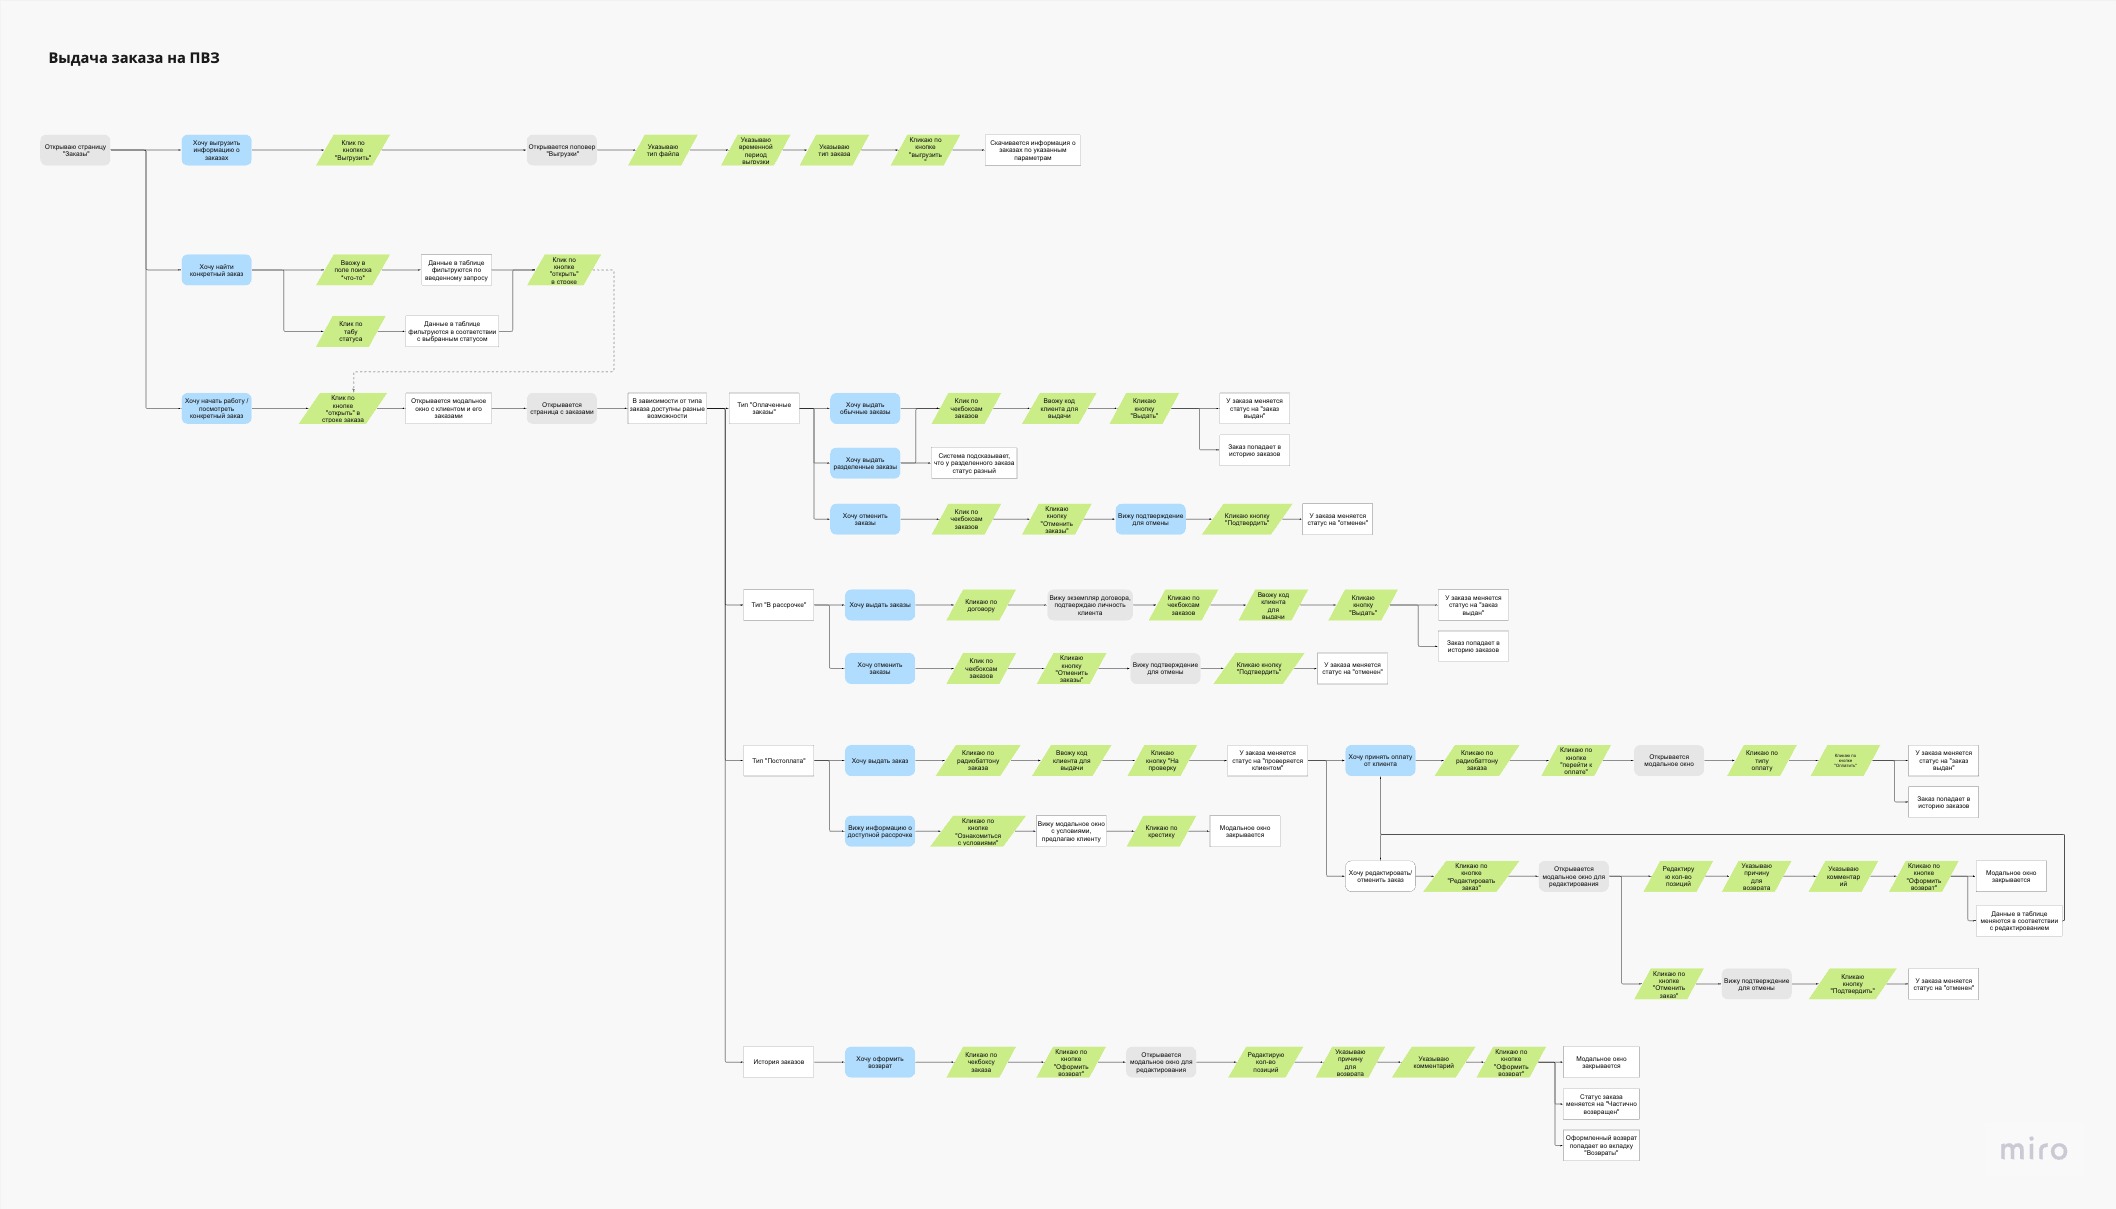 Выдача заказа на ПВЗ
Открываю страницу
"Заказы"
Хочу выгрузить
информацию о
заказах
Клик по
кнопке
"Выгрузить"
Открывается поповер
"Выгрузки"
Указываю
тип файла
Указываю
временной
период
выгрузки
Указываю
тип заказа
Кликаю по
кнопке
"выгрузить
"
Скачивается информация о
заказах по указанным
параметрам
Хочу найти
конкретный заказ
Ввожу в
поле поиска
"что-то"
Данные в таблице
фильтруются по
введенному запросу
Клик по
кнопке
"открыть"
в строке
Клик по
табу
статуса
Данные в таблице
фильтруются в соответствии
с выбранным статусом
Хочу начать работу /
посмотреть
конкретный заказ
Клик по
кнопке
"открыть" в
строке заказа
Открывается модальное
окно с клиентом и его
заказами
Открывается
страница с заказами
В зависимости от типа
заказа доступны разные
возможности
Тип "Оплаченные
заказы"
Хочу выдать
обычные заказы
Клик по
чекбоксам
заказов
Ввожу код
клиента для
выдачи
Кликаю
кнопку
"Выдать"
У заказа меняется
статус на "заказ
выдан"
Заказ попадает в
историю заказов
Хочу выдать
разделенные заказы
Система подсказывает,
что у разделенного заказа
статус разный
Хочу отменить
заказы
Клик по
чекбоксам
заказов
Кликаю
кнопку
"Отменить
заказы"
Вижу подтверждение
для отмены
Кликаю кнопку
"Подтвердить"
У заказа меняется
статус на "отменен"
Тип "В рассрочке"
Хочу выдать заказы
Кликаю по
договору
Вижу экземпляр договора,
подтверждаю личность
клиента
Кликаю по
чекбоксам
заказов
Ввожу код
клиента
для
выдачи
Кликаю
кнопку
"Выдать"
У заказа меняется
статус на "заказ
выдан"
Заказ попадает в
историю заказов
Хочу отменить
заказы
Клик по
чекбоксам
заказов
Кликаю
кнопку
"Отменить
заказы"
Вижу подтверждение
для отмены
Кликаю кнопку
"Подтвердить"
У заказа меняется
статус на "отменен"
Тип "Постоплата"
Хочу выдать заказ
Кликаю по
радиобаттону
заказа
Ввожу код
клиента для
выдачи
Кликаю
кнопку "На
проверку
У заказа меняется
статус на "проверяется
клиентом"
Хочу принять оплату
от клиента
Кликаю по
радиобаттону
заказа
Кликаю по
кнопке
"перейти к
оплате"
Открывается
модальное окно
Кликаю по
типу
оплату
Кликаю по
кнопке
"Оплатить"
У заказа меняется
статус на "заказ
выдан"
Заказ попадает в
историю заказов
Вижу информацию о
доступной рассрочке
Кликаю по
кнопке
"Ознакомиться
с условиями"
Вижу модальное окно
с условиями,
предлагаю клиенту
Кликаю по
крестику
Модальное окно
закрывается
Хочу редактировать/
отменить заказ
Кликаю по
кнопке
"Редактировать
заказ"
Открывается
модальное окно для
редактирования
Редактиру
ю кол-во
позиций
Указываю
причину
для
возврата
Указываю
комментар
ий
Кликаю по
кнопке
"Оформить
возврат"
Модальное окно
закрывается
Данные в таблице
меняются в соответствии
с редактированием
Кликаю по
кнопке
"Отменить
заказ"
Вижу подтверждение
для отмены
Кликаю
кнопку
"Подтвердить"
У заказа меняется
статус на "отменен"
История заказов
Хочу оформить
возврат
Кликаю по
чекбоксу
заказа
Кликаю по
кнопке
"Оформить
возврат"
Открывается
модальное окно для
редактирования
Редактирую
кол-во
позиций
Указываю
причину
для
возврата
Указываю
комментарий
Кликаю по
кнопке
"Оформить
возврат"
Модальное окно
закрывается
Статус заказа
меняется на "Частично
возвращен"
Оформленный возврат
попадает во вкладку
"Возвраты"
miro